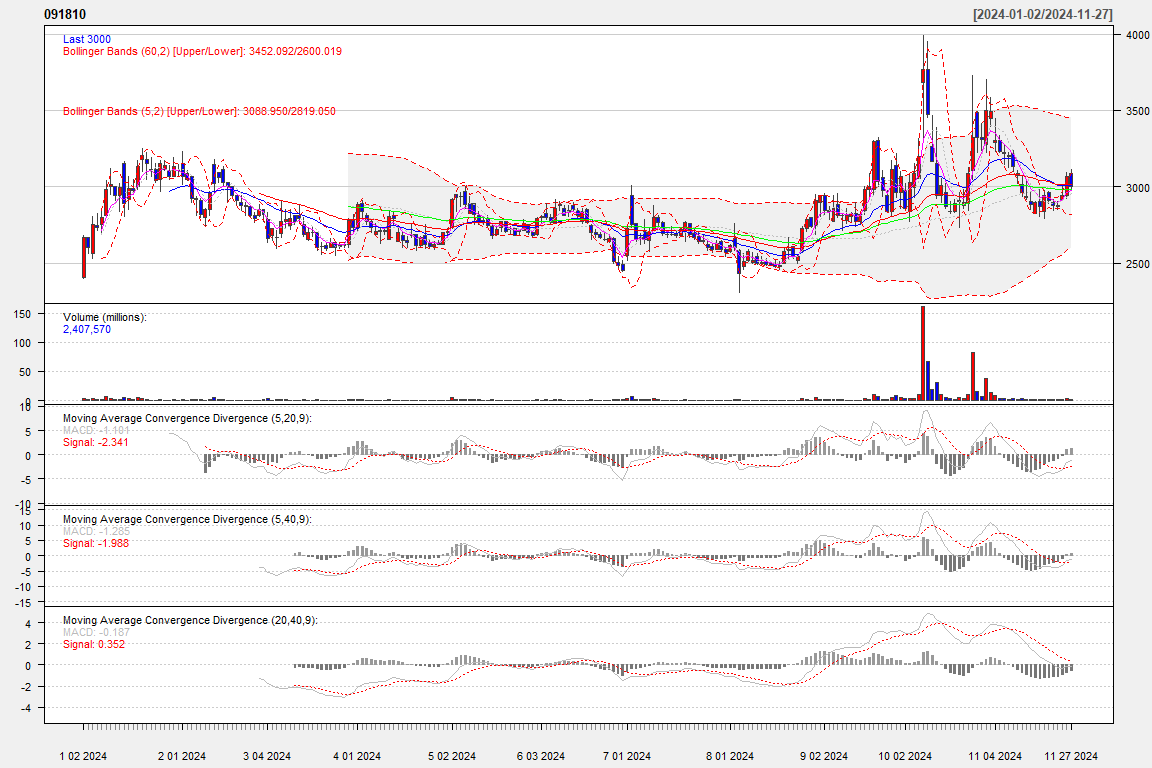 091810 [2024-01-02/2024-11-27]
Last 3000
Bollinger Bands (60,2) [Upper/Lower]: 3452.092/2600.019
Bollinger Bands (5,2) [Upper/Lower]: 3088.950/2819.050
4000
3500
3000
2500
Volume (millions):
2,407,570
150
100
50
0
Moving Average Convergence Divergence (5,20,9):
MACD: -1.181
Signal: -2.341
10
5
0
-5
-10
Moving Average Convergence Divergence (5,40,9):
MACD: -1.285
Signal: -1.988
15
10
5
0
-5
-10
-15
Moving Average Convergence Divergence (20,40,9):
MACD: -0.187
Signal: 0.352
4
2
0
-2
-4
1 02 2024 2 01 2024 3 04 2024 4 01 2024 5 02 2024 6 03 2024 7 01 2024 8 01 2024 9 02 2024 10 02 2024 11 04 2024 11 27 2024